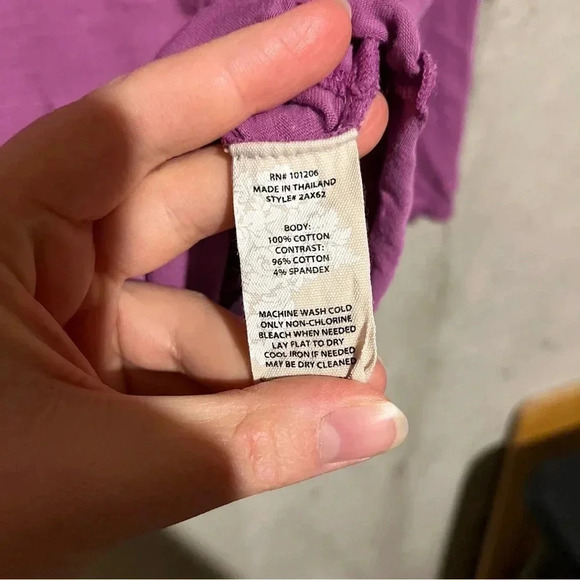 RN# 101206
MADE IN THAILAND
STYLE# 2AX62
BODY:
100% COTTON
CONTRAST:
96% COTTON
4% SPANDEX
MACHINE WASH COLD
ONLY NON-CHLORINE
BLEACH WHEN NEEDED
LAY FLAT TO DRY
COOL IRON IF NEEDED
MAY BE DRY CLEANED